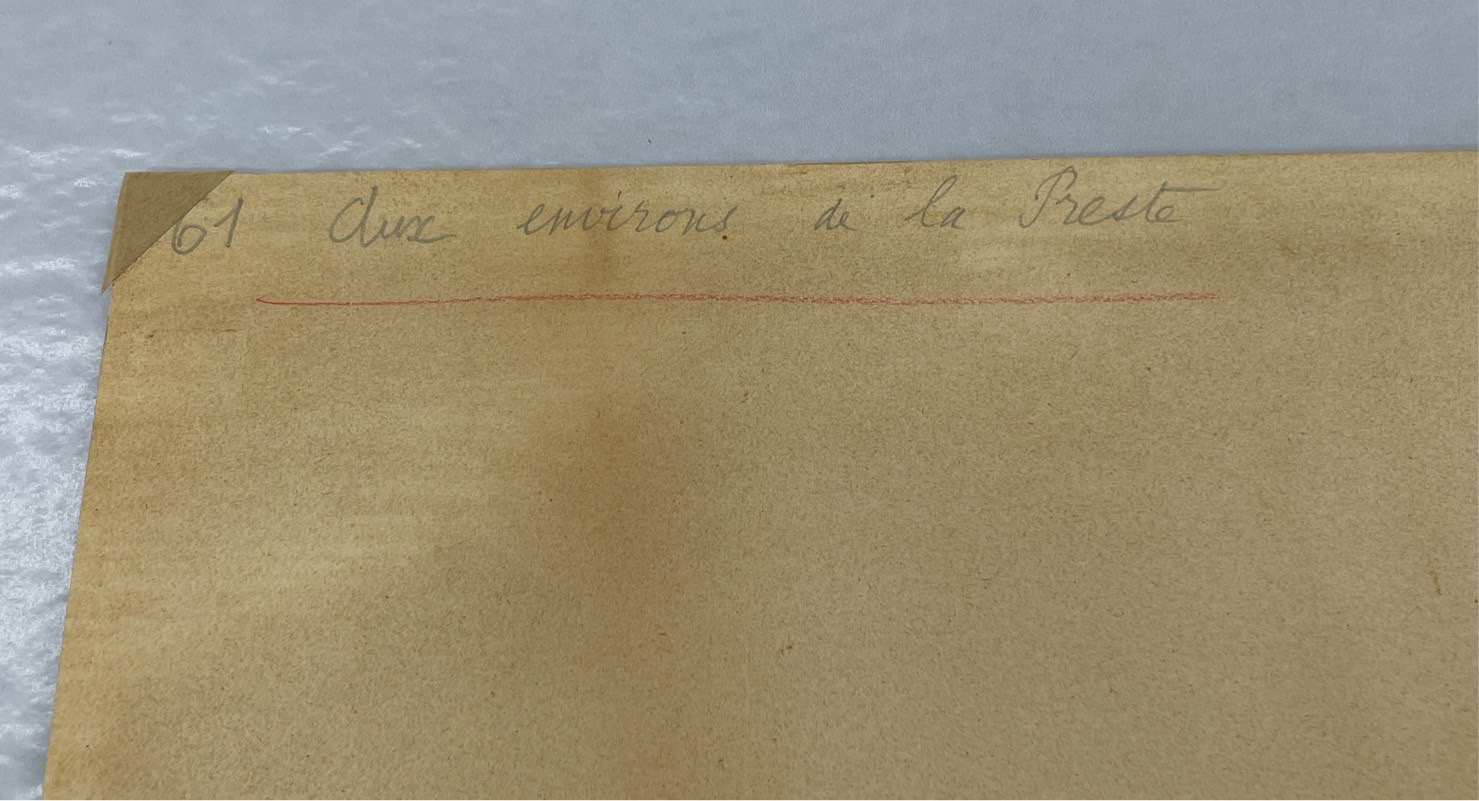 61 Aux environs de la Preste